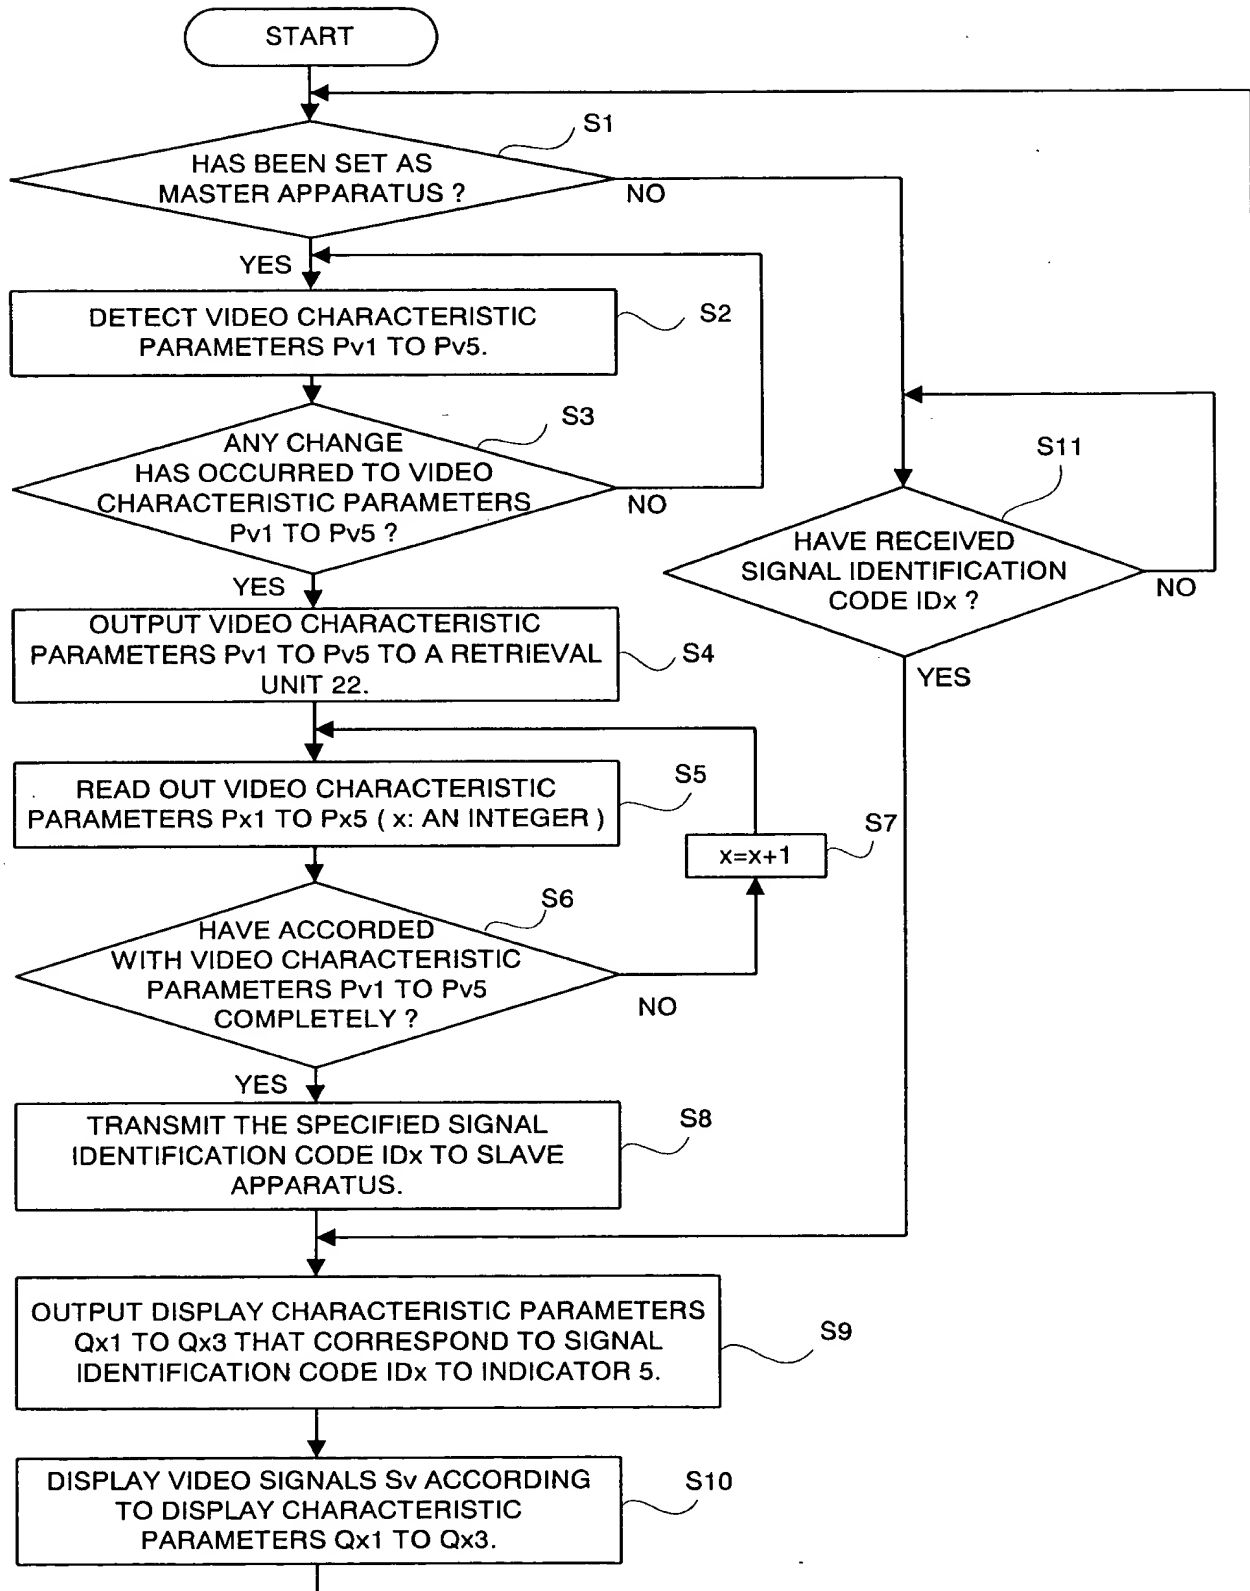 START
S1
HAS BEEN SET AS
MASTER APPARATUS ?
NO
YES
DETECT VIDEO CHARACTERISTIC
PARAMETERS Pv1 TO Pv5.
S2
S3
ANY CHANGE
HAS OCCURRED TO VIDEO
CHARACTERISTIC PARAMETERS
Pv1 TO Pv5 ?
NO
YES
S11
HAVE RECEIVED
SIGNAL IDENTIFICATION
CODE IDx ?
NO
YES
OUTPUT VIDEO CHARACTERISTIC
PARAMETERS Pv1 TO Pv5 TO A RETRIEVAL
UNIT 22.
S4
READ OUT VIDEO CHARACTERISTIC
PARAMETERS Px1 TO Px5 ( x: AN INTEGER )
S5
S7
x=x+1
S6
HAVE ACCORDED
WITH VIDEO CHARACTERISTIC
PARAMETERS Pv1 TO Pv5
COMPLETELY ?
NO
YES
TRANSMIT THE SPECIFIED SIGNAL
IDENTIFICATION CODE IDx TO SLAVE
APPARATUS.
S8
OUTPUT DISPLAY CHARACTERISTIC PARAMETERS
Qx1 TO Qx3 THAT CORRESPOND TO SIGNAL
IDENTIFICATION CODE IDx TO INDICATOR 5.
S9
DISPLAY VIDEO SIGNALS Sv ACCORDING
TO DISPLAY CHARACTERISTIC
PARAMETERS Qx1 TO Qx3.
S10